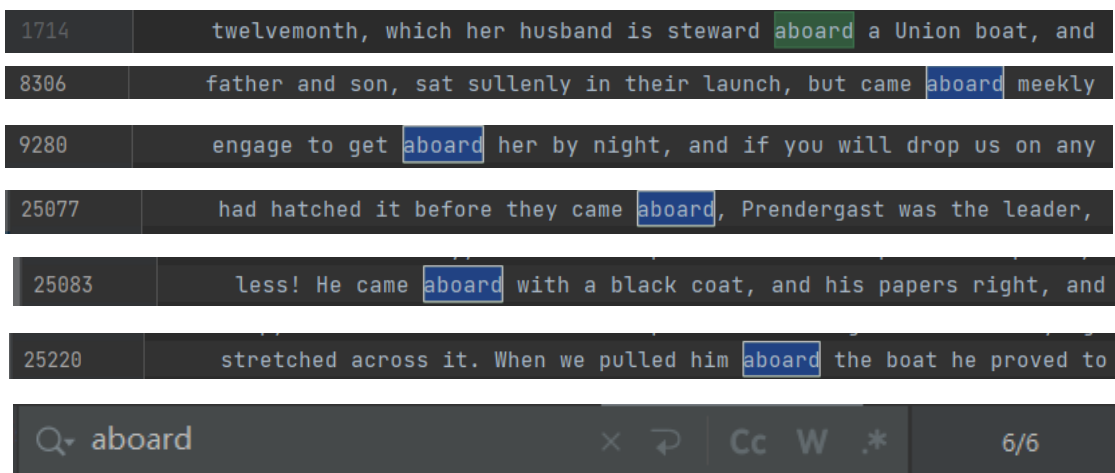 1714 twelvemonth, which her husband is steward aboard a Union boat, and
8306 father and son, sat sullenly in their launch, but came aboard meekly
9280 engage to get aboard her by night, and if you will drop us on any
25077 had hatched it before they came aboard, Prendergast was the leader,
25083 less! He came aboard with a black coat, and his papers right, and
25220 stretched across it. When we pulled him aboard the boat he proved to
aboard Cc W .* 6/6